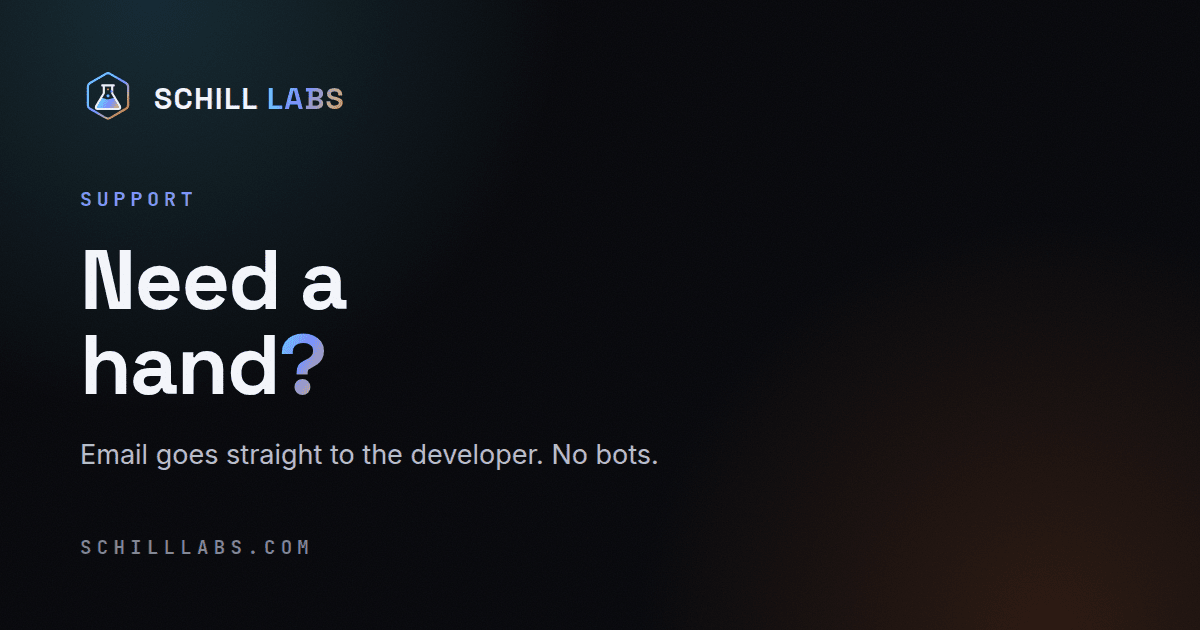 SCHILL LABS
SUPPORT
Need a
hand?
Email goes straight to the developer. No bots.
SCHILLLABS.COM